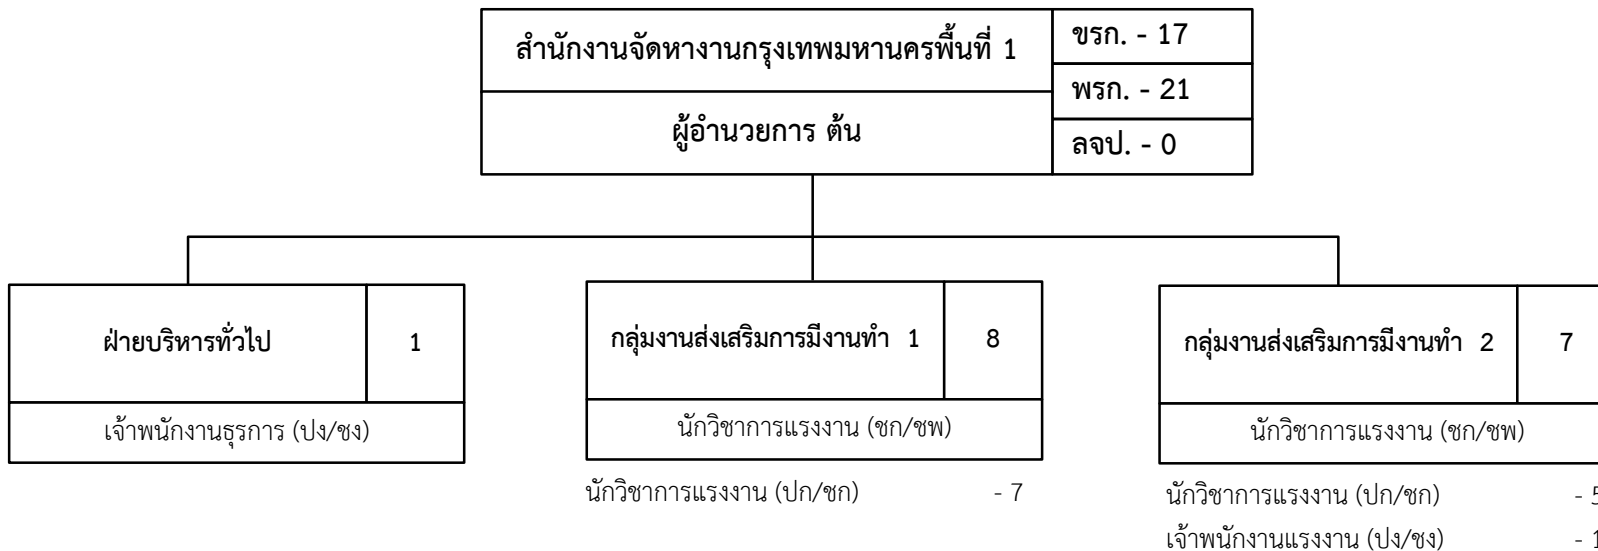 สำนักงานจัดหางานกรุงเทพมหานครพื้นที่ 1
ผู้อำนวยการ ต้น
ขรก. - 17
พรก. - 21
ลจป. - 0
ฝ่ายบริหารทั่วไป 1
เจ้าพนักงานธุรการ (ปง/ชง)
กลุ่มงานส่งเสริมการมีงานทำ 1 8
นักวิชาการแรงงาน (ชก/ชพ)
นักวิชาการแรงงาน (ปก/ชก) - 7
กลุ่มงานส่งเสริมการมีงานทำ 2 7
นักวิชาการแรงงาน (ชก/ชพ)
นักวิชาการแรงงาน (ปก/ชก) - 5
เจ้าพนักงานแรงงาน (ปง/ชง) - 1